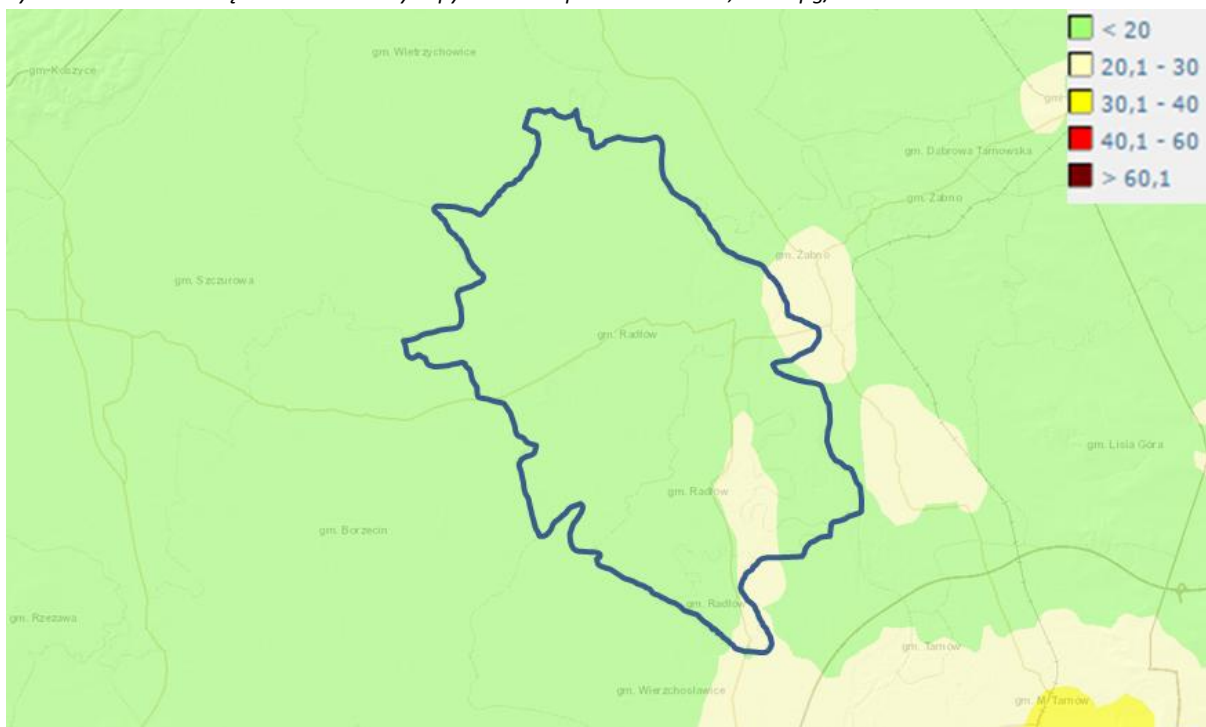 gm. Wietrzychowice
gm. Koszyce
gm. Dabrowa Tarnowska
gm. Żabno
gm. Żabno
gm. Szczurowa
gm. Radłów
gm. Lisia Góra
gm. Radłów
gm. Borzecin
gm. Radłów
gm. Rzezawa
gm. Tarnów
gm. Wierzchosławice
gm. M. Tarnów
< 20
20,1 - 30
30,1 - 40
40,1 - 60
> 60,1